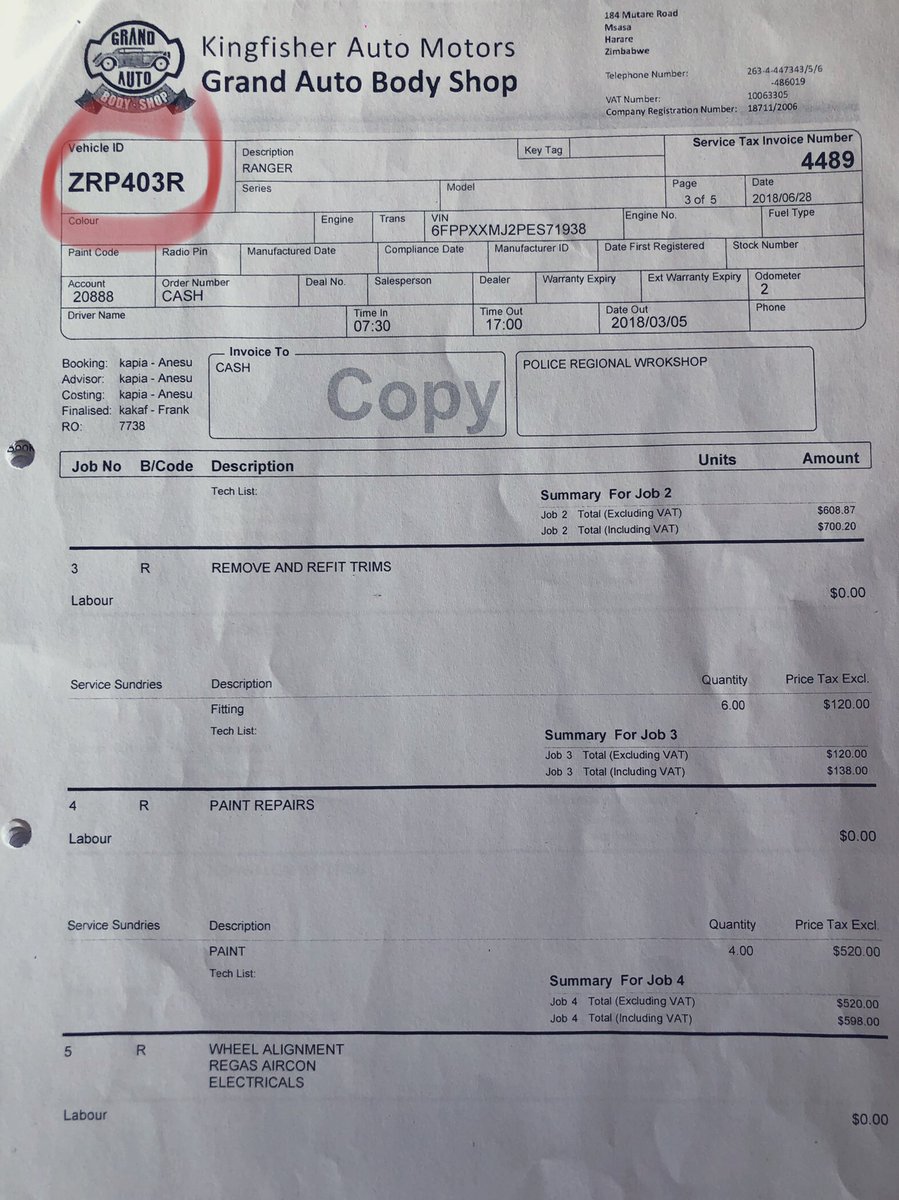 GRAND
AUTO
BODY-SHOP
Kingfisher Auto Motors
Grand Auto Body Shop
184 Mutare Road
Msasa
Harare
Zimbabwe
Telephone Number: 263-4-447343/5/6
-486019
VAT Number: 10063305
Company Registration Number: 18711/2006
Vehicle ID
ZRP403R
Description
RANGER
Key Tag
Service Tax Invoice Number
4489
Series
Model
Page
3 of 5
Date
2018/06/28
Colour
Engine
Trans
VIN
6FPPXXMJ2PES71938
Engine No.
Fuel Type
Paint Code
Radio Pin
Manufactured Date
Compliance Date
Manufacturer ID
Date First Registered
Stock Number
Account
20888
Order Number
CASH
Deal No.
Salesperson
Dealer
Warranty Expiry
Ext Warranty Expiry
Odometer
2
Driver Name
Time In
07:30
Time Out
17:00
Date Out
2018/03/05
Phone
Booking: kapia - Anesu
Advisor: kapia - Anesu
Costing: kapia - Anesu
Finalised: kakaf - Frank
RO: 7738
Invoice To
CASH
Copy
POLICE REGIONAL WROKSHOP
Job No B/Code Description Units Amount
Tech List:
Summary For Job 2
Job 2 Total (Excluding VAT) $608.87
Job 2 Total (Including VAT) $700.20
3 R REMOVE AND REFIT TRIMS
Labour $0.00
Service Sundries Description Quantity Price Tax Excl.
Fitting 6.00 $120.00
Tech List:
Summary For Job 3
Job 3 Total (Excluding VAT) $120.00
Job 3 Total (Including VAT) $138.00
4 R PAINT REPAIRS
Labour $0.00
Service Sundries Description Quantity Price Tax Excl.
PAINT 4.00 $520.00
Tech List:
Summary For Job 4
Job 4 Total (Excluding VAT) $520.00
Job 4 Total (Including VAT) $598.00
5 R WHEEL ALIGNMENT
REGAS AIRCON
ELECTRICALS
Labour $0.00